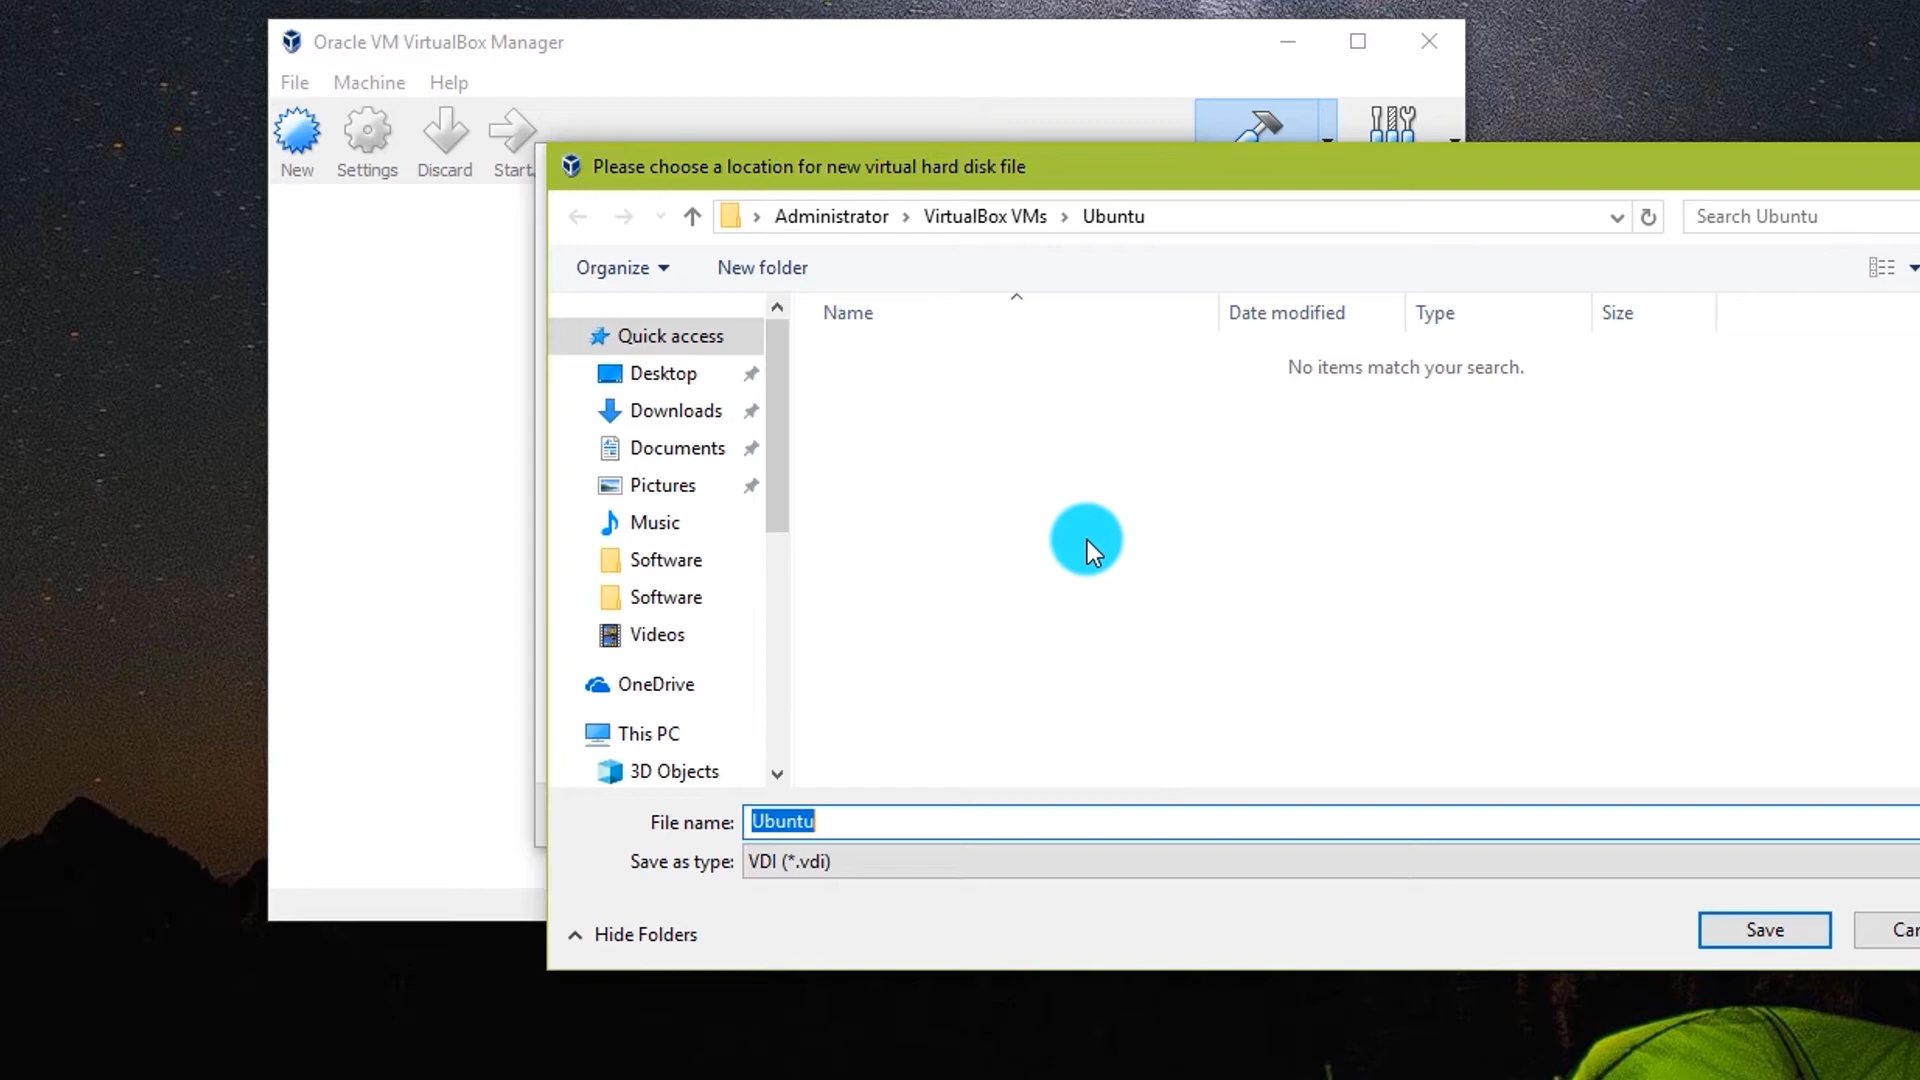 Oracle VM VirtualBox Manager
File Machine Help
New Settings Discard Start
Please choose a location for new virtual hard disk file
Administrator VirtualBox VMs Ubuntu
Search Ubuntu
Organize New folder
Name Date modified Type Size
No items match your search.
Quick access
Desktop
Downloads
Documents
Pictures
Music
Software
Software
Videos
OneDrive
This PC
3D Objects
File name: Ubuntu
Save as type: VDI (*.vdi)
Hide Folders
Save